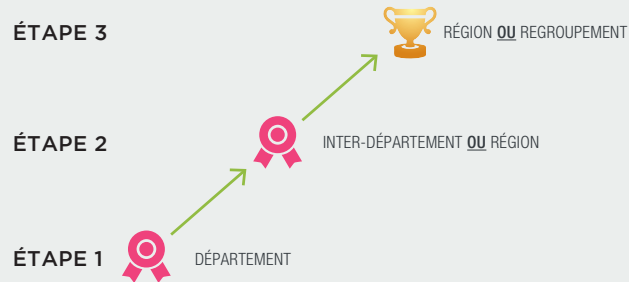 ÉTAPE 3
RÉGION OU REGROUPEMENT
ÉTAPE 2
INTER-DÉPARTEMENT OU RÉGION
ÉTAPE 1
DÉPARTEMENT